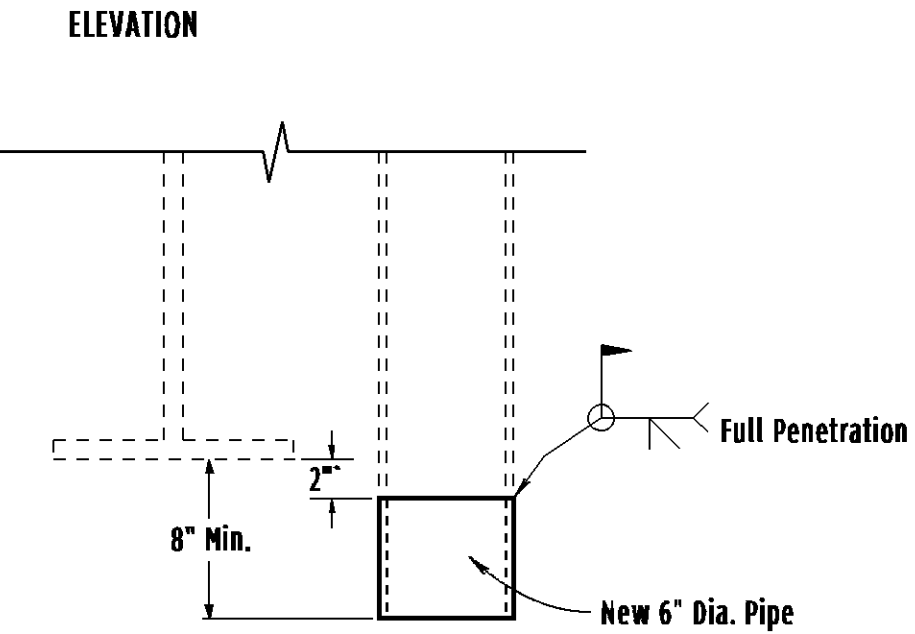 ELEVATION
Full Penetration
2"
8" Min.
New 6" Dia. Pipe